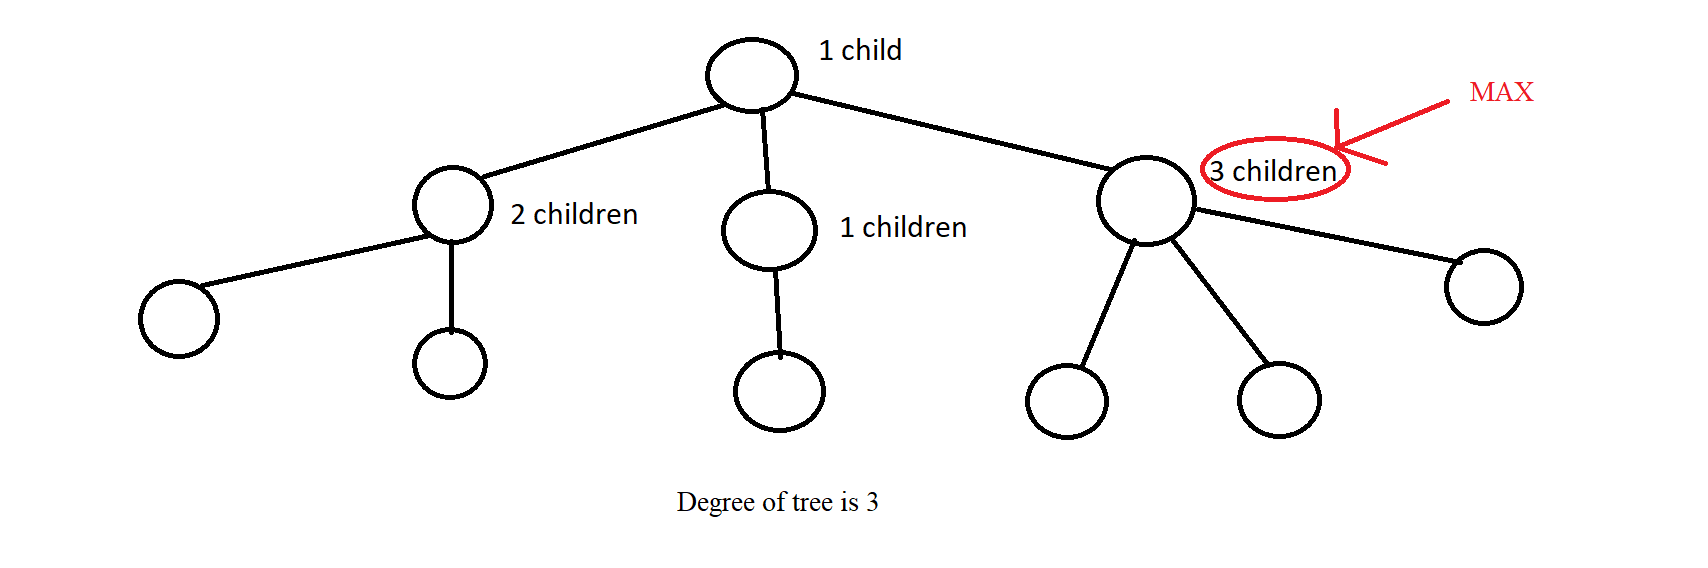 1 child
MAX
3 children
2 children
1 children
Degree of tree is 3